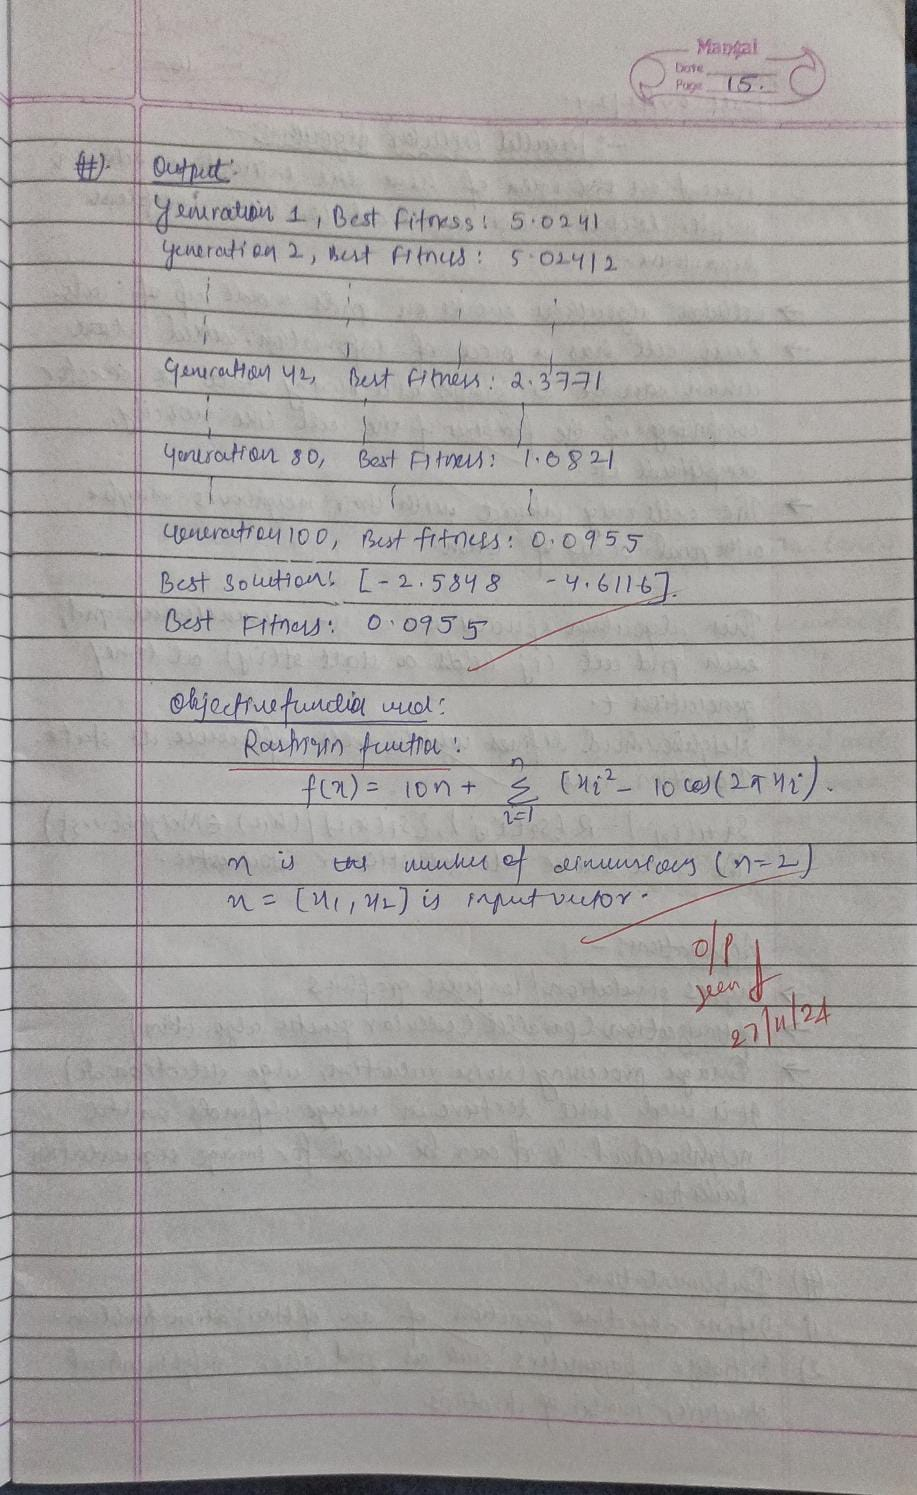 Mangal
Date
Page 15.
(#). Output:
Generation 1, Best Fitness: 5.0241
Generation 2, Best Fitness: 5.02412
Generation 42, Best Fitness: 2.3771
Generation 80, Best Fitness: 1.0821
Generation 100, Best fitness: 0.0955
Best Solution: [-2.5848 -4.6116].
Best Fitness: 0.0955
Objective function used:
Rastrigin function:
f(x) = 10n + n∑i=1 (xi² - 10 cos(2π xi).
n is the number of dimensions (n=2)
x = [x1, x2] is input vector.
O/P
seen
27/11/24